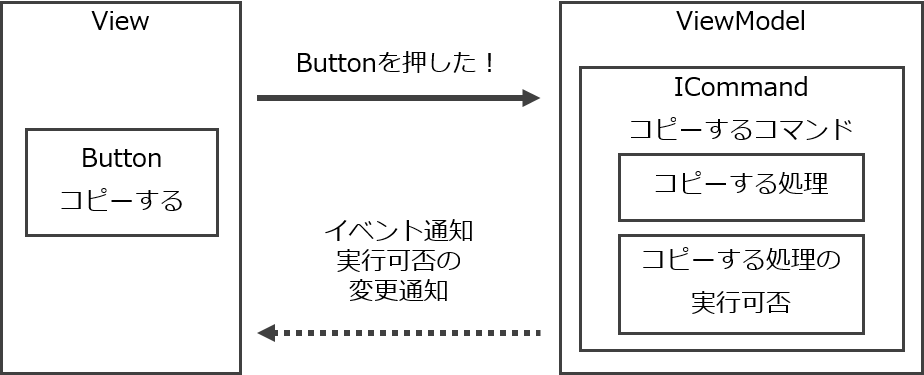 View
Button
コピーする
Buttonを押した！
イベント通知
実行可否の
変更通知
ViewModel
ICommand
コピーするコマンド
コピーする処理
コピーする処理の
実行可否